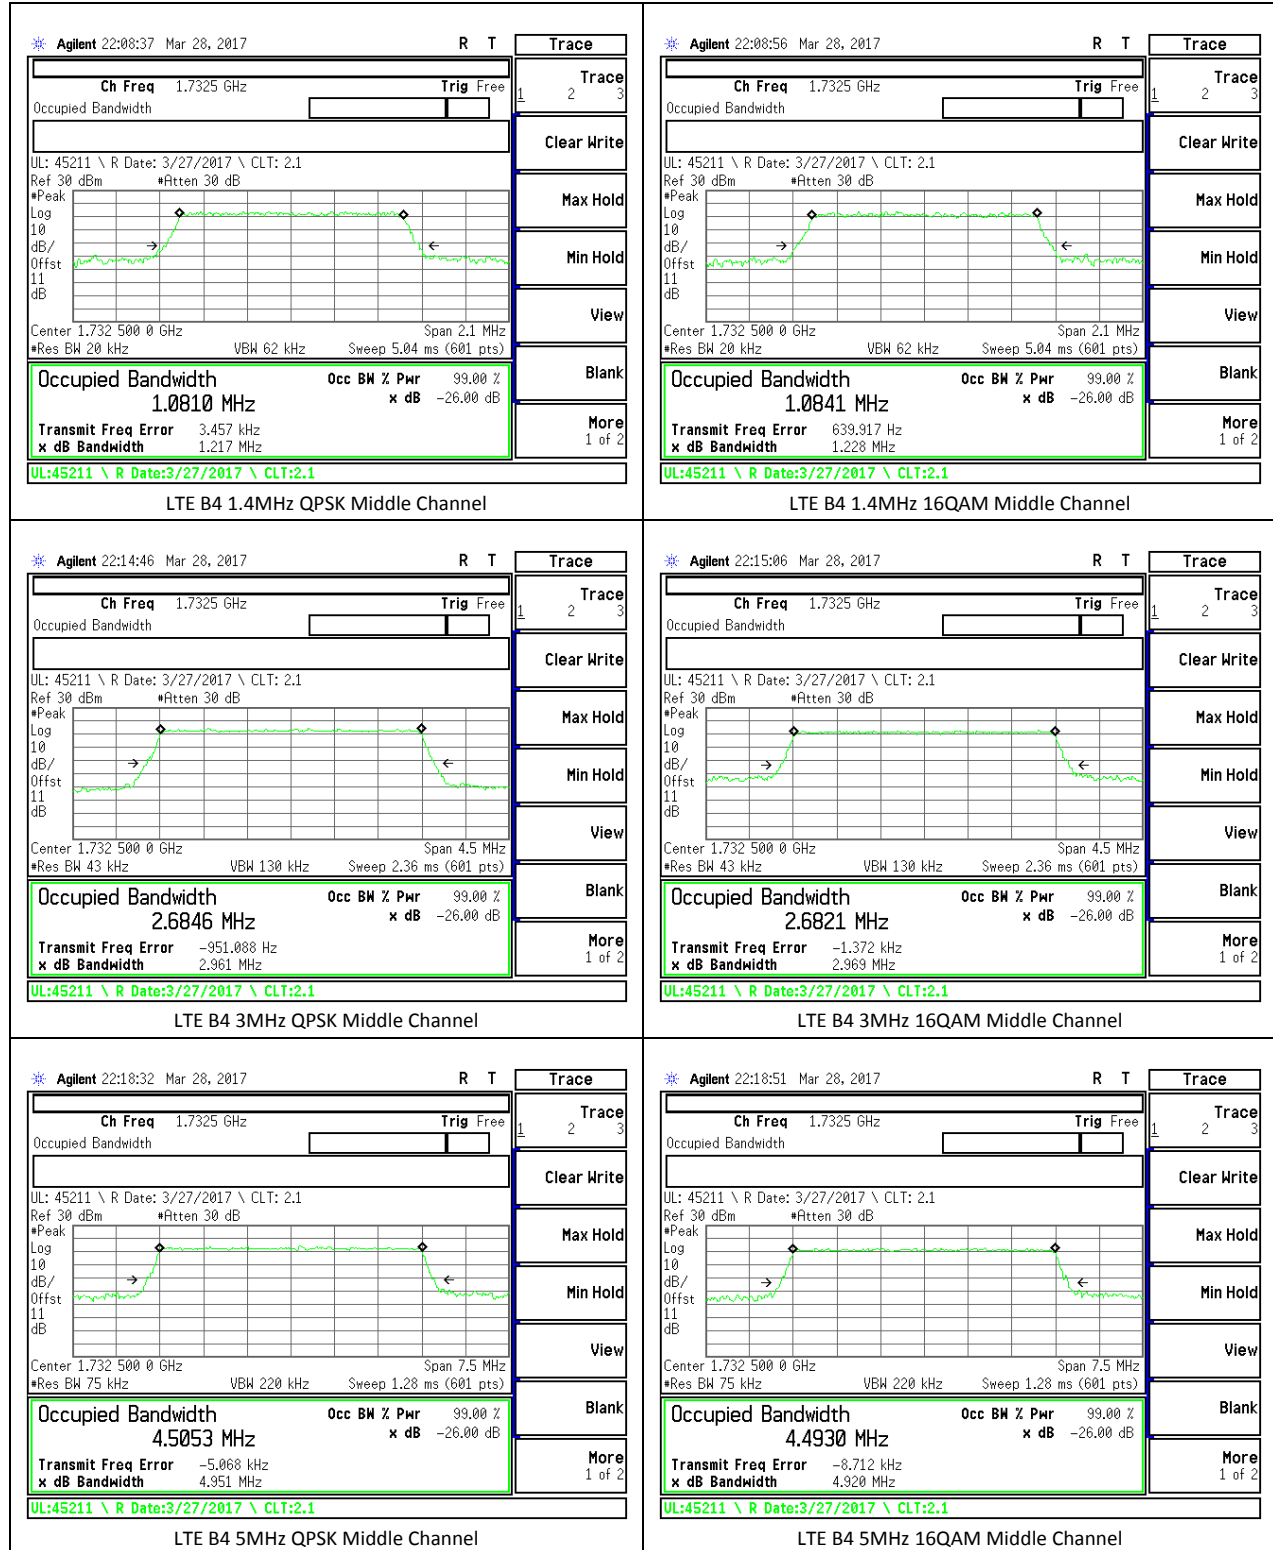 Agilent 22:08:37 Mar 28, 2017 R T Trace
Ch Freq 1.7325 GHz Trig Free
Occupied Bandwidth
UL: 45211 \ R Date: 3/27/2017 \ CLT: 2.1
Ref 30 dBm #Atten 30 dB
#Peak
Log
10
dB/
Offst
11
dB
Center 1.732 500 0 GHz Span 2.1 MHz
#Res BW 20 kHz VBW 62 kHz Sweep 5.04 ms (601 pts)
Occupied Bandwidth Occ BW % Pwr 99.00 %
1.0810 MHz x dB -26.00 dB
Transmit Freq Error 3.457 kHz
x dB Bandwidth 1.217 MHz
UL:45211 \ R Date:3/27/2017 \ CLT:2.1
Trace
1 2 3
Clear Write
Max Hold
Min Hold
View
Blank
More
1 of 2
LTE B4 1.4MHz QPSK Middle Channel
Agilent 22:08:56 Mar 28, 2017 R T Trace
Ch Freq 1.7325 GHz Trig Free
Occupied Bandwidth
UL: 45211 \ R Date: 3/27/2017 \ CLT: 2.1
Ref 30 dBm #Atten 30 dB
#Peak
Log
10
dB/
Offst
11
dB
Center 1.732 500 0 GHz Span 2.1 MHz
#Res BW 20 kHz VBW 62 kHz Sweep 5.04 ms (601 pts)
Occupied Bandwidth Occ BW % Pwr 99.00 %
1.0841 MHz x dB -26.00 dB
Transmit Freq Error 639.917 Hz
x dB Bandwidth 1.228 MHz
UL:45211 \ R Date:3/27/2017 \ CLT:2.1
Trace
1 2 3
Clear Write
Max Hold
Min Hold
View
Blank
More
1 of 2
LTE B4 1.4MHz 16QAM Middle Channel
Agilent 22:14:46 Mar 28, 2017 R T Trace
Ch Freq 1.7325 GHz Trig Free
Occupied Bandwidth
UL: 45211 \ R Date: 3/27/2017 \ CLT: 2.1
Ref 30 dBm #Atten 30 dB
#Peak
Log
10
dB/
Offst
11
dB
Center 1.732 500 0 GHz Span 4.5 MHz
#Res BW 43 kHz VBW 130 kHz Sweep 2.36 ms (601 pts)
Occupied Bandwidth Occ BW % Pwr 99.00 %
2.6846 MHz x dB -26.00 dB
Transmit Freq Error -951.088 Hz
x dB Bandwidth 2.961 MHz
UL:45211 \ R Date:3/27/2017 \ CLT:2.1
Trace
1 2 3
Clear Write
Max Hold
Min Hold
View
Blank
More
1 of 2
LTE B4 3MHz QPSK Middle Channel
Agilent 22:15:06 Mar 28, 2017 R T Trace
Ch Freq 1.7325 GHz Trig Free
Occupied Bandwidth
UL: 45211 \ R Date: 3/27/2017 \ CLT: 2.1
Ref 30 dBm #Atten 30 dB
#Peak
Log
10
dB/
Offst
11
dB
Center 1.732 500 0 GHz Span 4.5 MHz
#Res BW 43 kHz VBW 130 kHz Sweep 2.36 ms (601 pts)
Occupied Bandwidth Occ BW % Pwr 99.00 %
2.6821 MHz x dB -26.00 dB
Transmit Freq Error -1.372 kHz
x dB Bandwidth 2.969 MHz
UL:45211 \ R Date:3/27/2017 \ CLT:2.1
Trace
1 2 3
Clear Write
Max Hold
Min Hold
View
Blank
More
1 of 2
LTE B4 3MHz 16QAM Middle Channel
Agilent 22:18:32 Mar 28, 2017 R T Trace
Ch Freq 1.7325 GHz Trig Free
Occupied Bandwidth
UL: 45211 \ R Date: 3/27/2017 \ CLT: 2.1
Ref 30 dBm #Atten 30 dB
#Peak
Log
10
dB/
Offst
11
dB
Center 1.732 500 0 GHz Span 7.5 MHz
#Res BW 75 kHz VBW 220 kHz Sweep 1.28 ms (601 pts)
Occupied Bandwidth Occ BW % Pwr 99.00 %
4.5053 MHz x dB -26.00 dB
Transmit Freq Error -5.068 kHz
x dB Bandwidth 4.951 MHz
UL:45211 \ R Date:3/27/2017 \ CLT:2.1
Trace
1 2 3
Clear Write
Max Hold
Min Hold
View
Blank
More
1 of 2
LTE B4 5MHz QPSK Middle Channel
Agilent 22:18:51 Mar 28, 2017 R T Trace
Ch Freq 1.7325 GHz Trig Free
Occupied Bandwidth
UL: 45211 \ R Date: 3/27/2017 \ CLT: 2.1
Ref 30 dBm #Atten 30 dB
#Peak
Log
10
dB/
Offst
11
dB
Center 1.732 500 0 GHz Span 7.5 MHz
#Res BW 75 kHz VBW 220 kHz Sweep 1.28 ms (601 pts)
Occupied Bandwidth Occ BW % Pwr 99.00 %
4.4930 MHz x dB -26.00 dB
Transmit Freq Error -8.712 kHz
x dB Bandwidth 4.920 MHz
UL:45211 \ R Date:3/27/2017 \ CLT:2.1
Trace
1 2 3
Clear Write
Max Hold
Min Hold
View
Blank
More
1 of 2
LTE B4 5MHz 16QAM Middle Channel